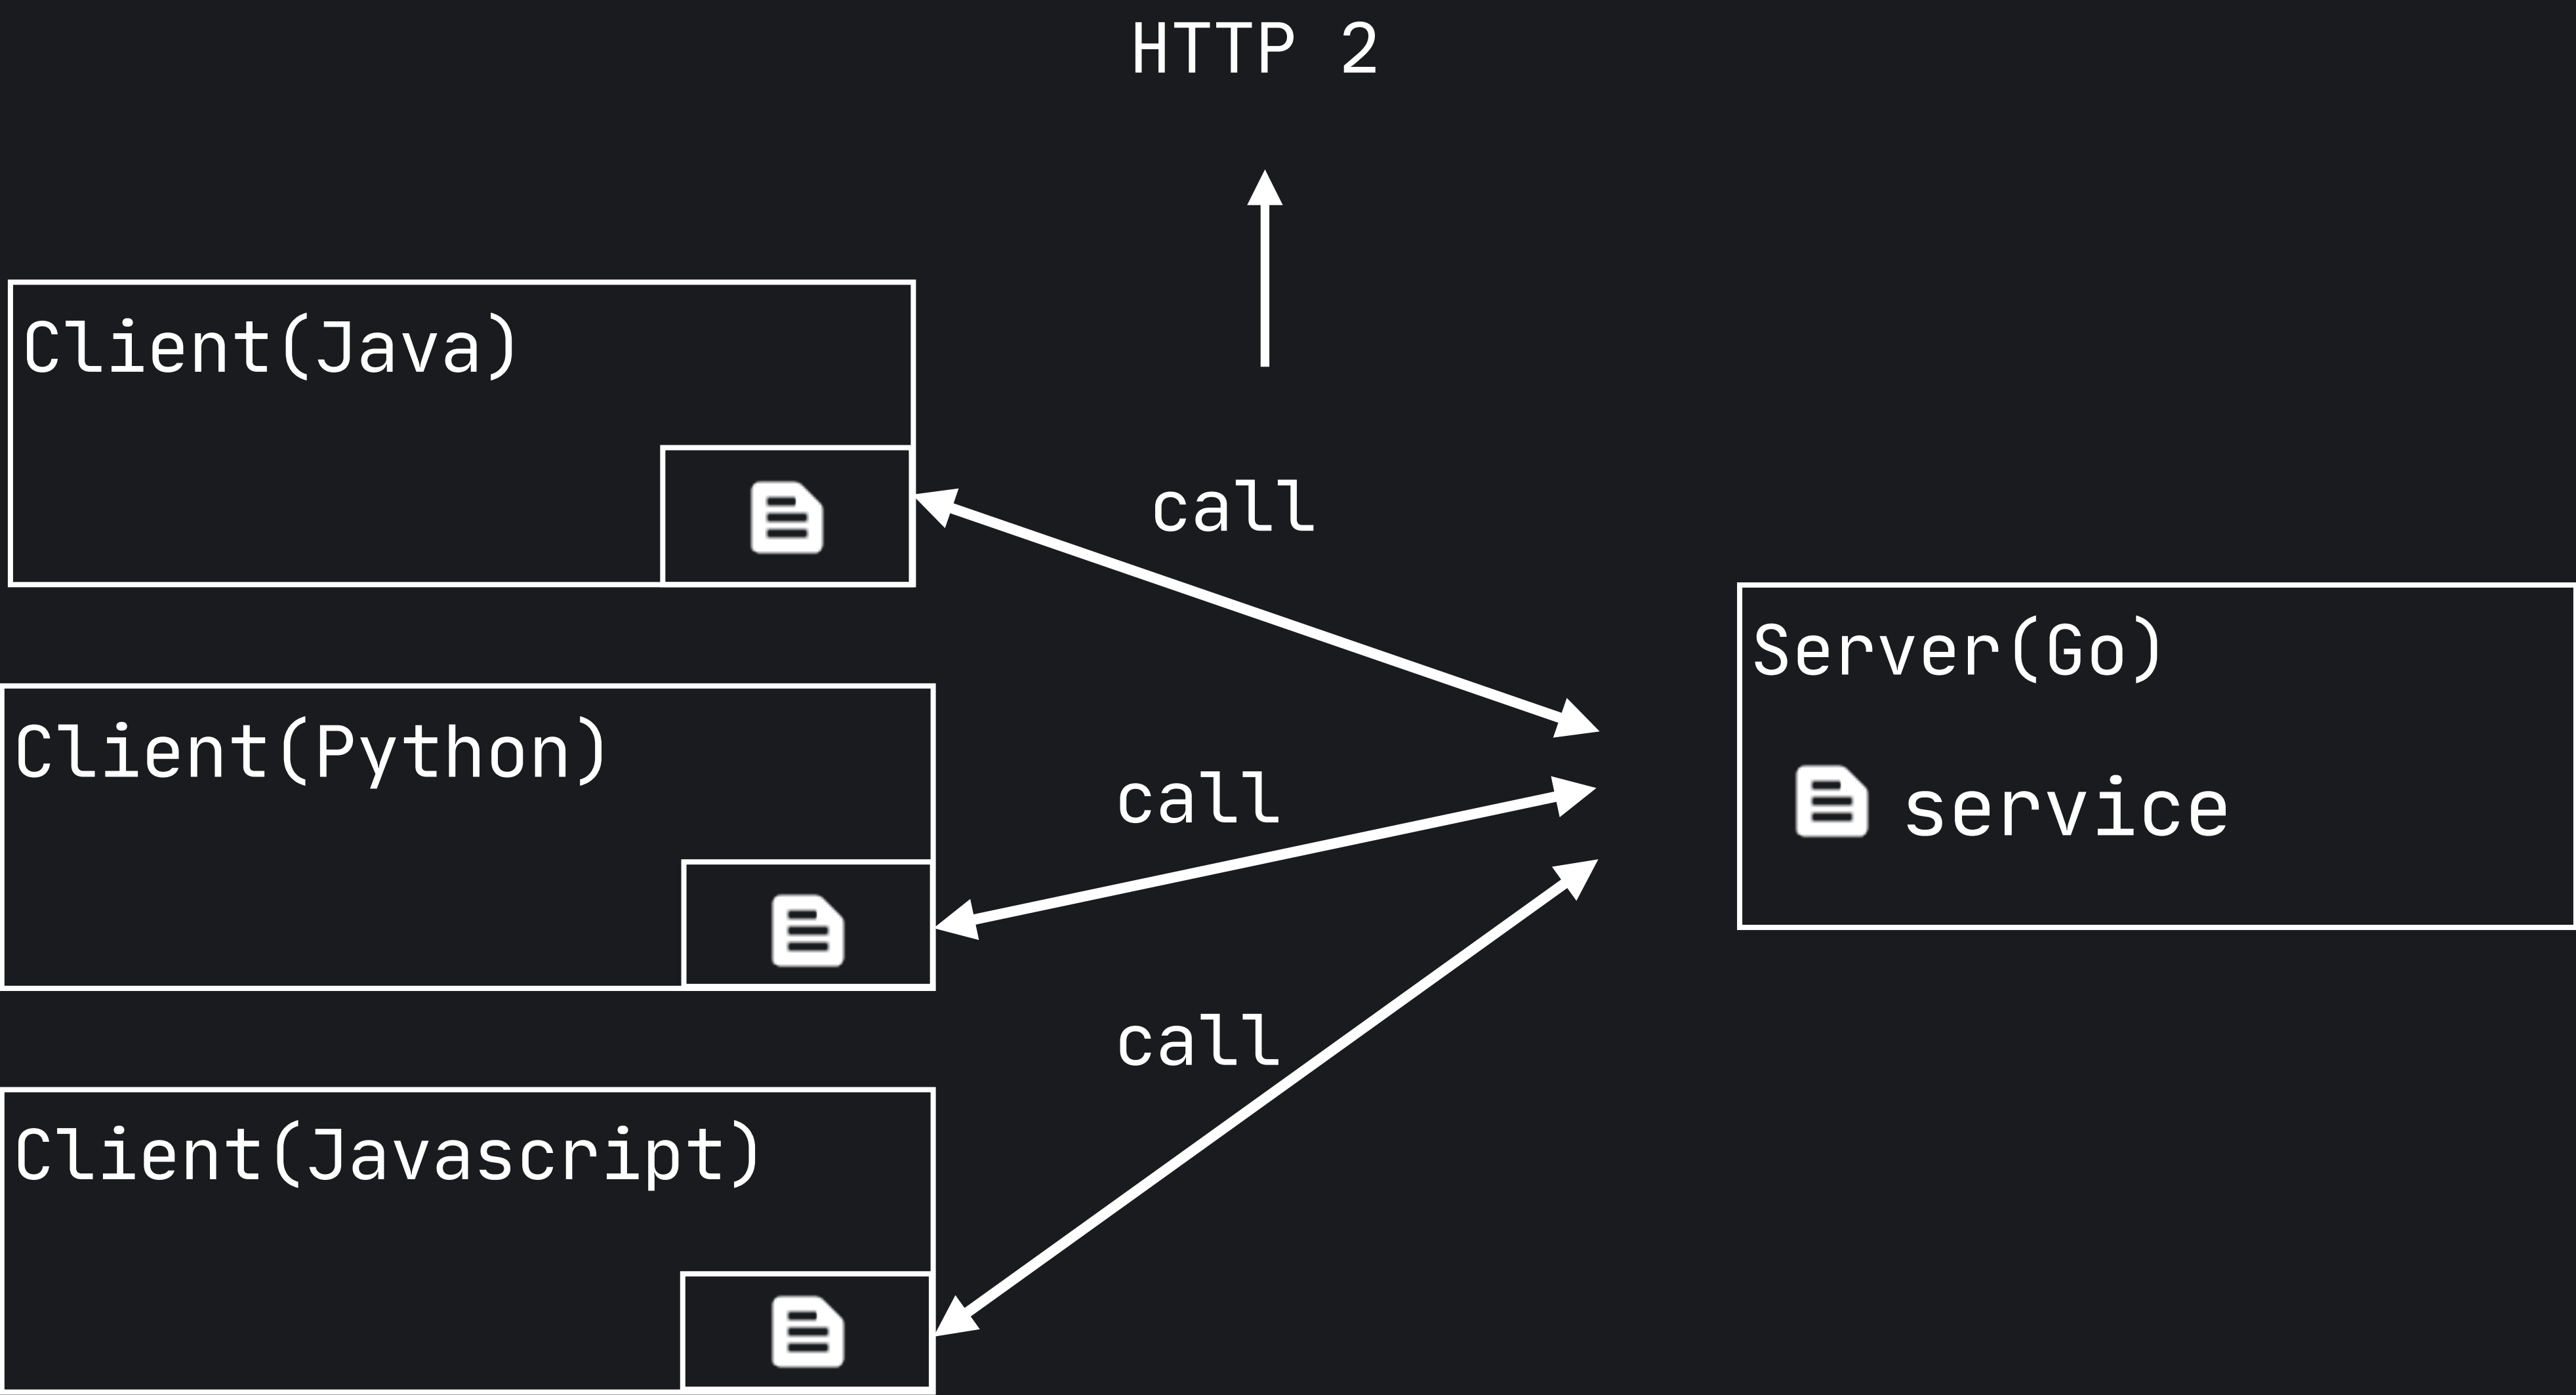 HTTP 2
Client(Java)
call
Server(Go)
service
Client(Python)
call
call
Client(Javascript)